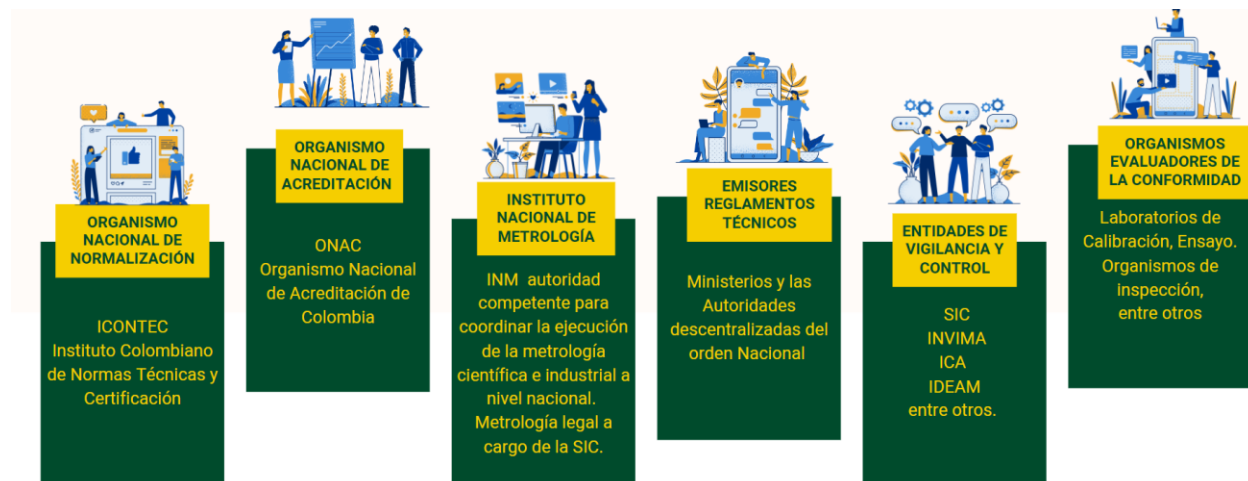 ORGANISMO
NACIONAL DE
NORMALIZACIÓN
ICONTEC
Instituto Colombiano
de Normas Técnicas y
Certificación
ORGANISMO
NACIONAL DE
ACREDITACIÓN
ONAC
Organismo Nacional
de Acreditación de
Colombia
INSTITUTO
NACIONAL DE
METROLOGÍA
INM autoridad
competente para
coordinar la ejecución
de la metrología
científica e industrial a
nivel nacional.
Metrología legal a
cargo de la SIC.
EMISORES
REGLAMENTOS
TÉCNICOS
Ministerios y las
Autoridades
descentralizadas del
orden Nacional
ENTIDADES DE
VIGILANCIA Y
CONTROL
SIC
INVIMA
ICA
IDEAM
entre otros.
ORGANISMOS
EVALUADORES DE
LA CONFORMIDAD
Laboratorios de
Calibración, Ensayo.
Organismos de
inspección,
entre otros